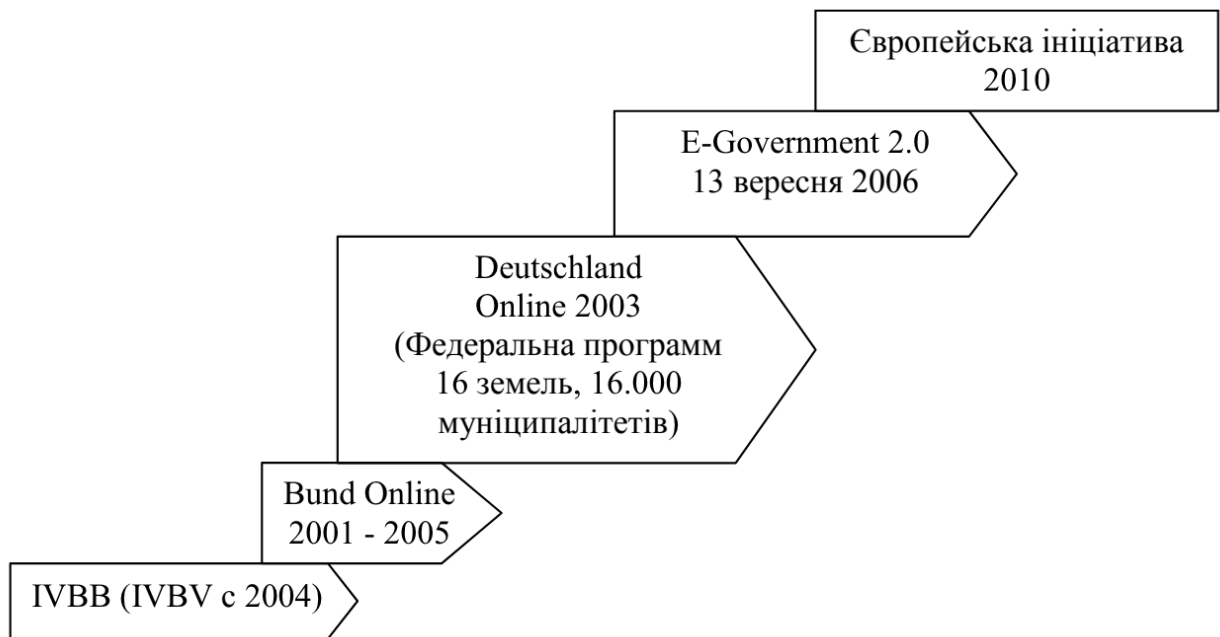 Європейська ініціатива
2010
E-Government 2.0
13 вересня 2006
Deutschland
Online 2003
(Федеральна программ
16 земель, 16.000
муніципалітетів)
Bund Online
2001 - 2005
IVBB (IVBV с 2004)